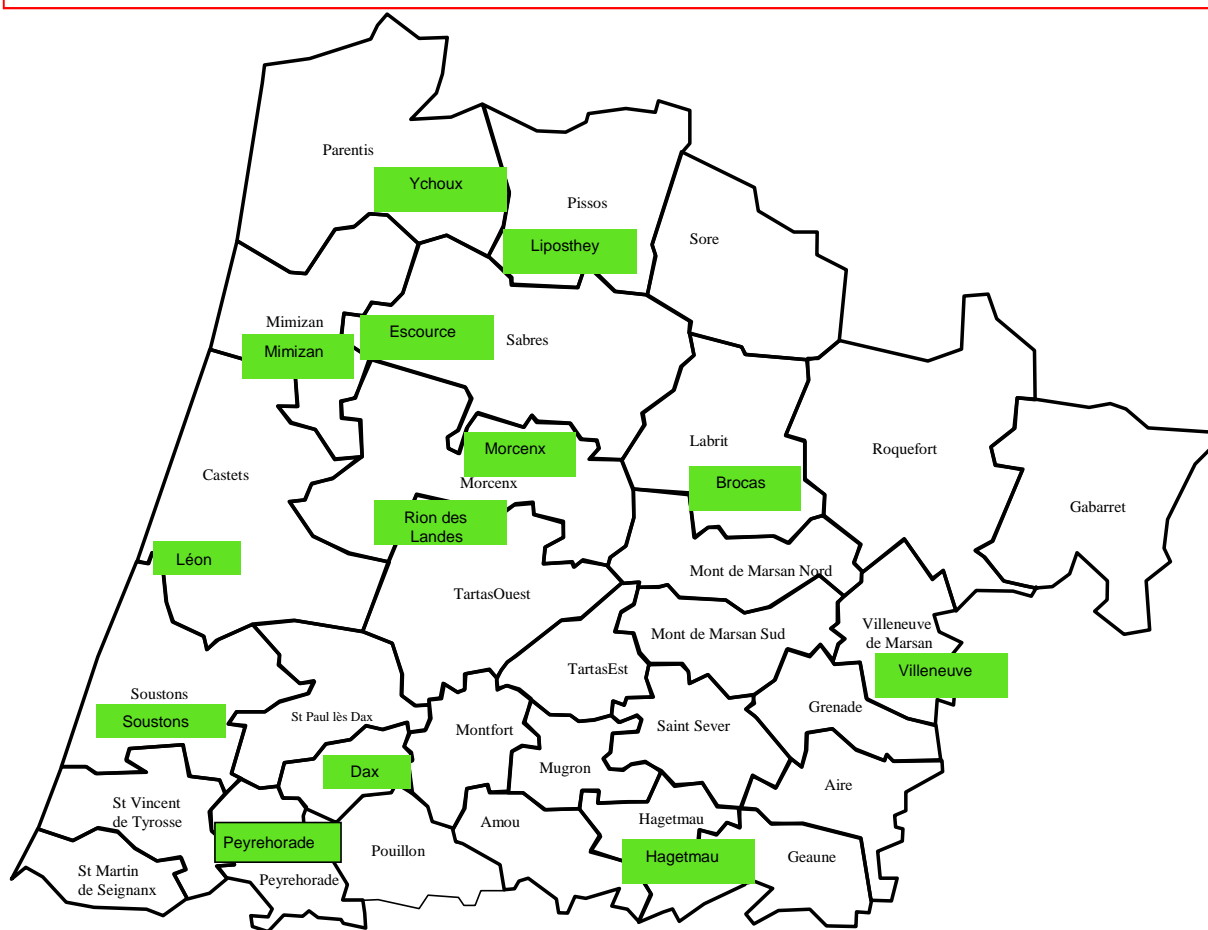 Parentis
Ychoux
Pissos
Liposthey
Sore
Mimizan
Mimizan
Escource
Sabres
Castets
Morcenx
Morcenx
Labrit
Brocas
Roquefort
Gabarret
Rion des
Landes
Léon
TartasOuest
Mont de Marsan Nord
Mont de Marsan Sud
Villeneuve
de Marsan
Villeneuve
TartasEst
Soustons
Soustons
St Paul lès Dax
Montfort
Saint Sever
Grenade
Dax
Mugron
Aire
St Vincent
de Tyrosse
Peyrehorade
Pouillon
Amou
Hagetmau
Hagetmau
Geaune
St Martin
de Seignanx
Peyrehorade